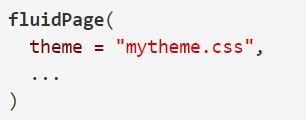 fluidPage(
  theme = "mytheme.css",
  ...
)